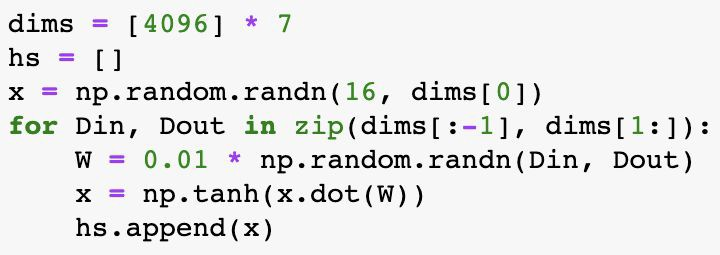 dims = [4096] * 7
hs = []
x = np.random.randn(16, dims[0])
for Din, Dout in zip(dims[:-1], dims[1:]):
    W = 0.01 * np.random.randn(Din, Dout)
    x = np.tanh(x.dot(W))
    hs.append(x)